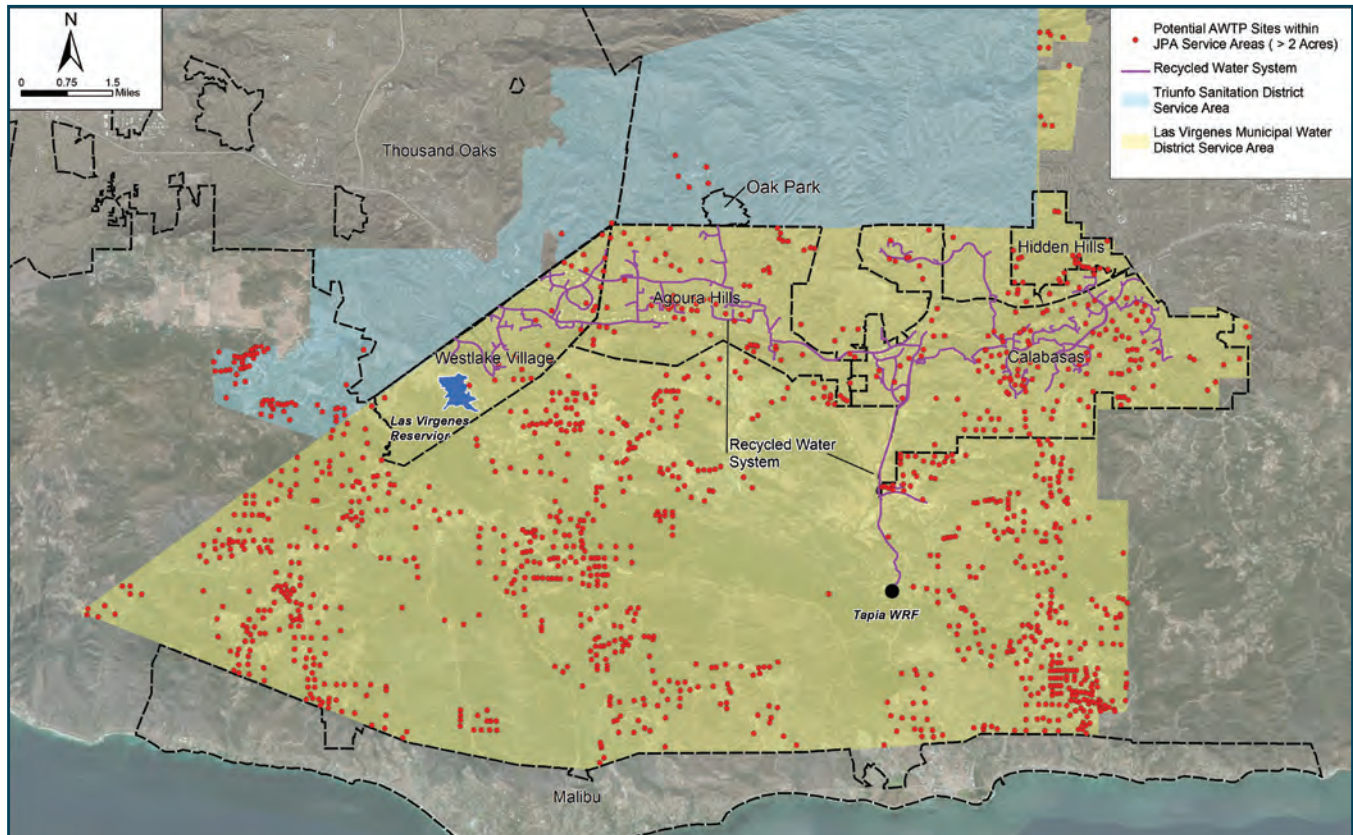 N
0 0.75 1.5
Miles
Potential AWTP Sites within
JPA Service Areas ( > 2 Acres)
Recycled Water System
Triunfo Sanitation District
Service Area
Las Virgenes Municipal Water
District Service Area
Thousand Oaks
Oak Park
Hidden Hills
Agoura Hills
Westlake Village
Calabasas
Las Virgenes
Reservior
Recycled Water
System
Tapia WRF
Malibu